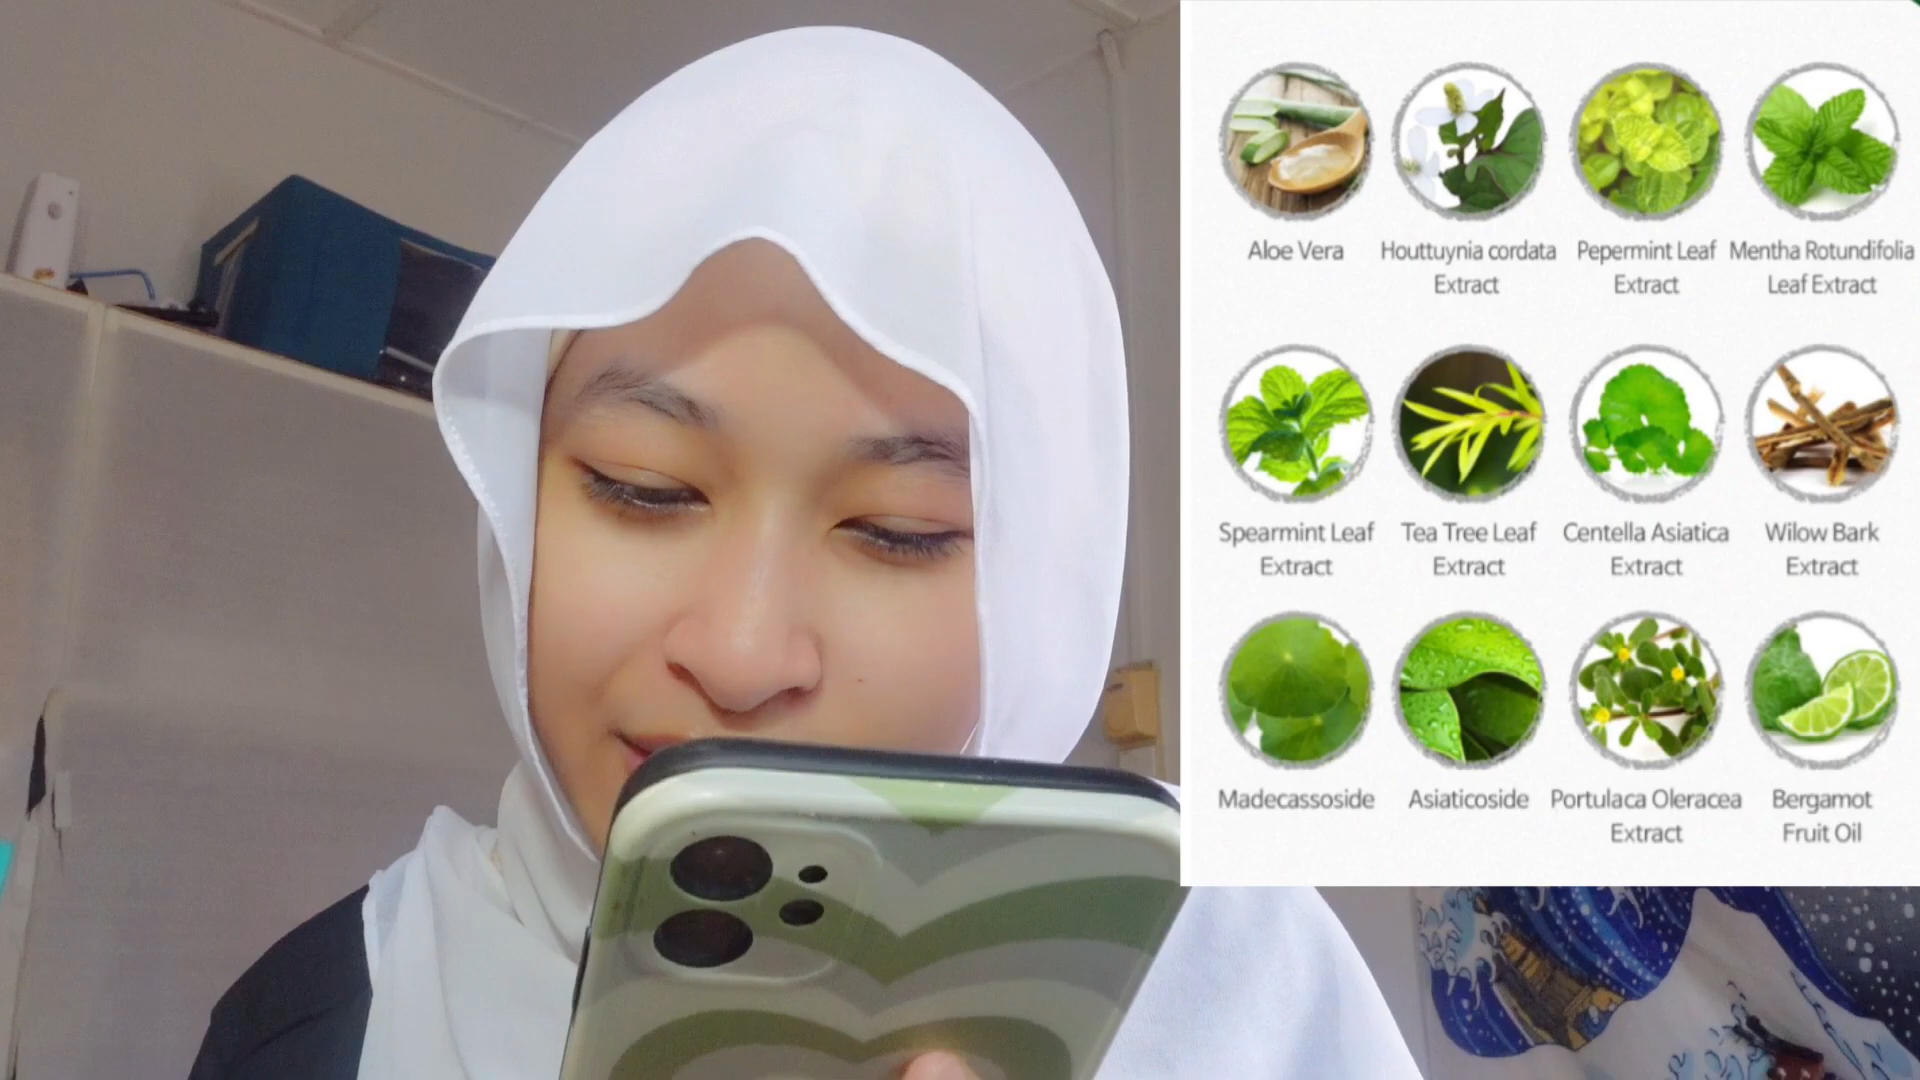 Aloe Vera
Houttuynia cordata
Extract
Pepermint Leaf
Extract
Mentha Rotundifolia
Leaf Extract
Spearmint Leaf
Extract
Tea Tree Leaf
Extract
Centella Asiatica
Extract
Wilow Bark
Extract
Madecassoside
Asiaticoside
Portulaca Oleracea
Extract
Bergamot
Fruit Oil